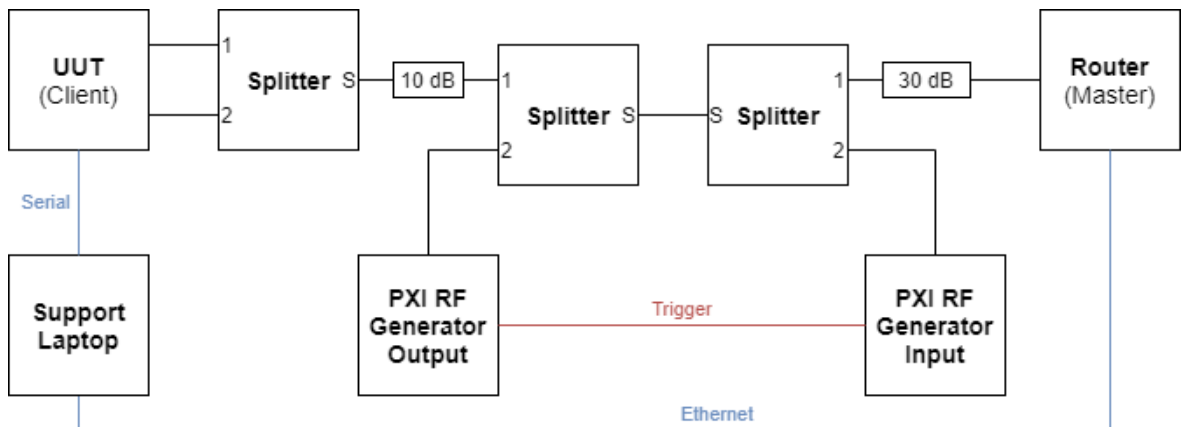 UUT
(Client)
1
2
Splitter
S
10 dB
1
2
Splitter
S
S
Splitter
1
2
30 dB
Router
(Master)
Serial
Support
Laptop
PXI RF
Generator
Output
Trigger
PXI RF
Generator
Input
Ethernet